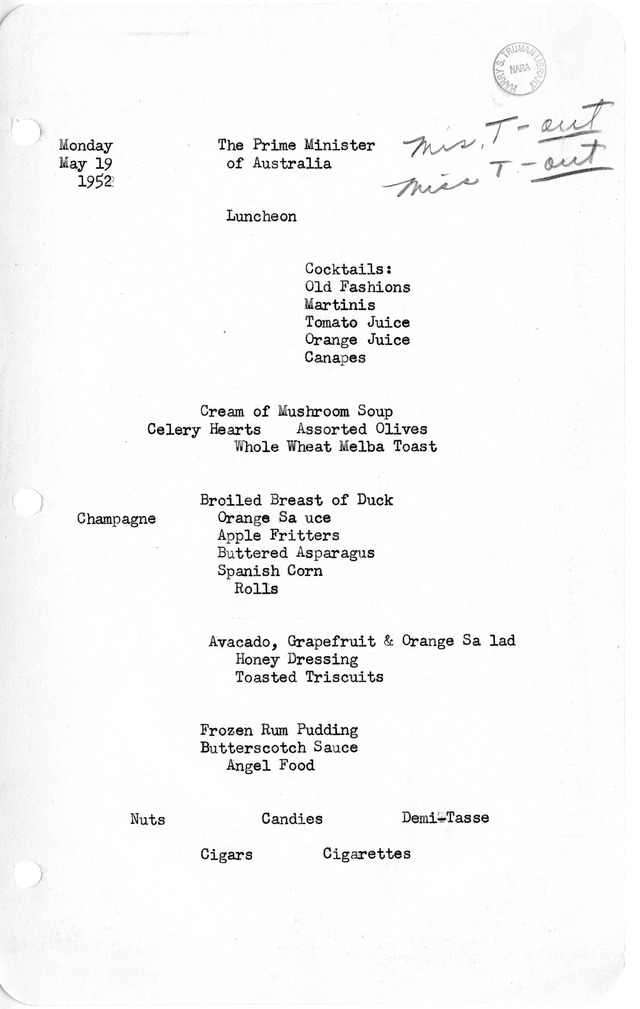 HARRY S. TRUMAN LIBRARY
NARA
Mrs. T - out
Miss T - out
Monday The Prime Minister
May 19 of Australia
1952
Luncheon
Cocktails:
Old Fashions
Martinis
Tomato Juice
Orange Juice
Canapes
Cream of Mushroom Soup
Celery Hearts Assorted Olives
Whole Wheat Melba Toast
Broiled Breast of Duck
Champagne Orange Sa uce
Apple Fritters
Buttered Asparagus
Spanish Corn
Rolls
Avacado, Grapefruit & Orange Sa lad
Honey Dressing
Toasted Triscuits
Frozen Rum Pudding
Butterscotch Sauce
Angel Food
Nuts Candies Demi-Tasse
Cigars Cigarettes